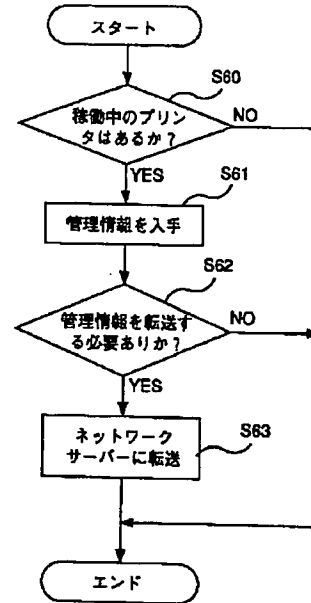 スタート
S60
稼働中のプリン
タはあるか？
NO
YES
S61
管理情報を入手
S62
管理情報を転送す
る必要ありか？
NO
YES
S63
ネットワーク
サーバーに転送
エンド